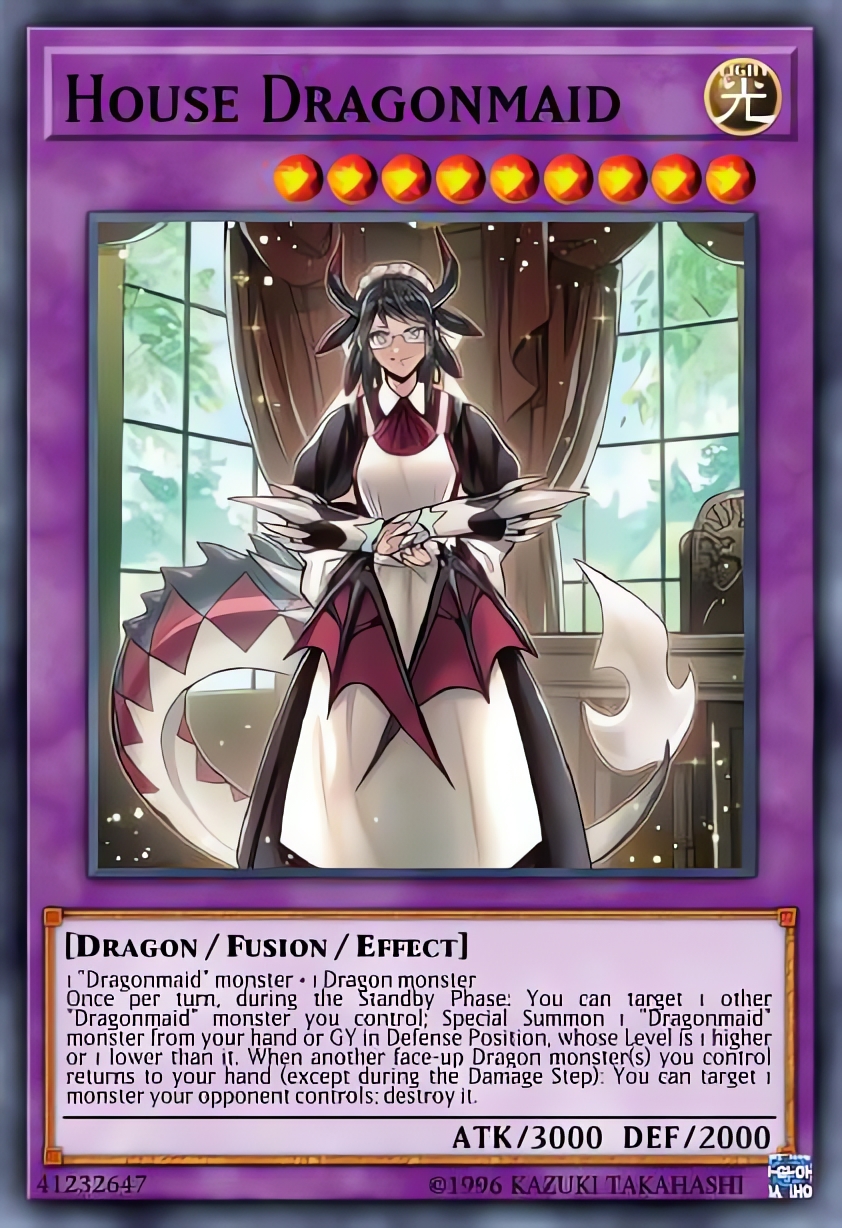 HOUSE DRAGONMAID
LIGHT
光
[DRAGON / FUSION / EFFECT]
1 "Dragonmaid" monster + 1 Dragon monster
Once per turn, during the Standby Phase: You can target 1 other
"Dragonmaid" monster you control; Special Summon 1 "Dragonmaid"
monster from your hand or GY in Defense Position, whose Level is 1 higher
or 1 lower than it. When another face-up Dragon monster(s) you control
returns to your hand (except during the Damage Step): You can target 1
monster your opponent controls; destroy it.
ATK/3000 DEF/2000
41232647
©1996 KAZUKI TAKAHASHI